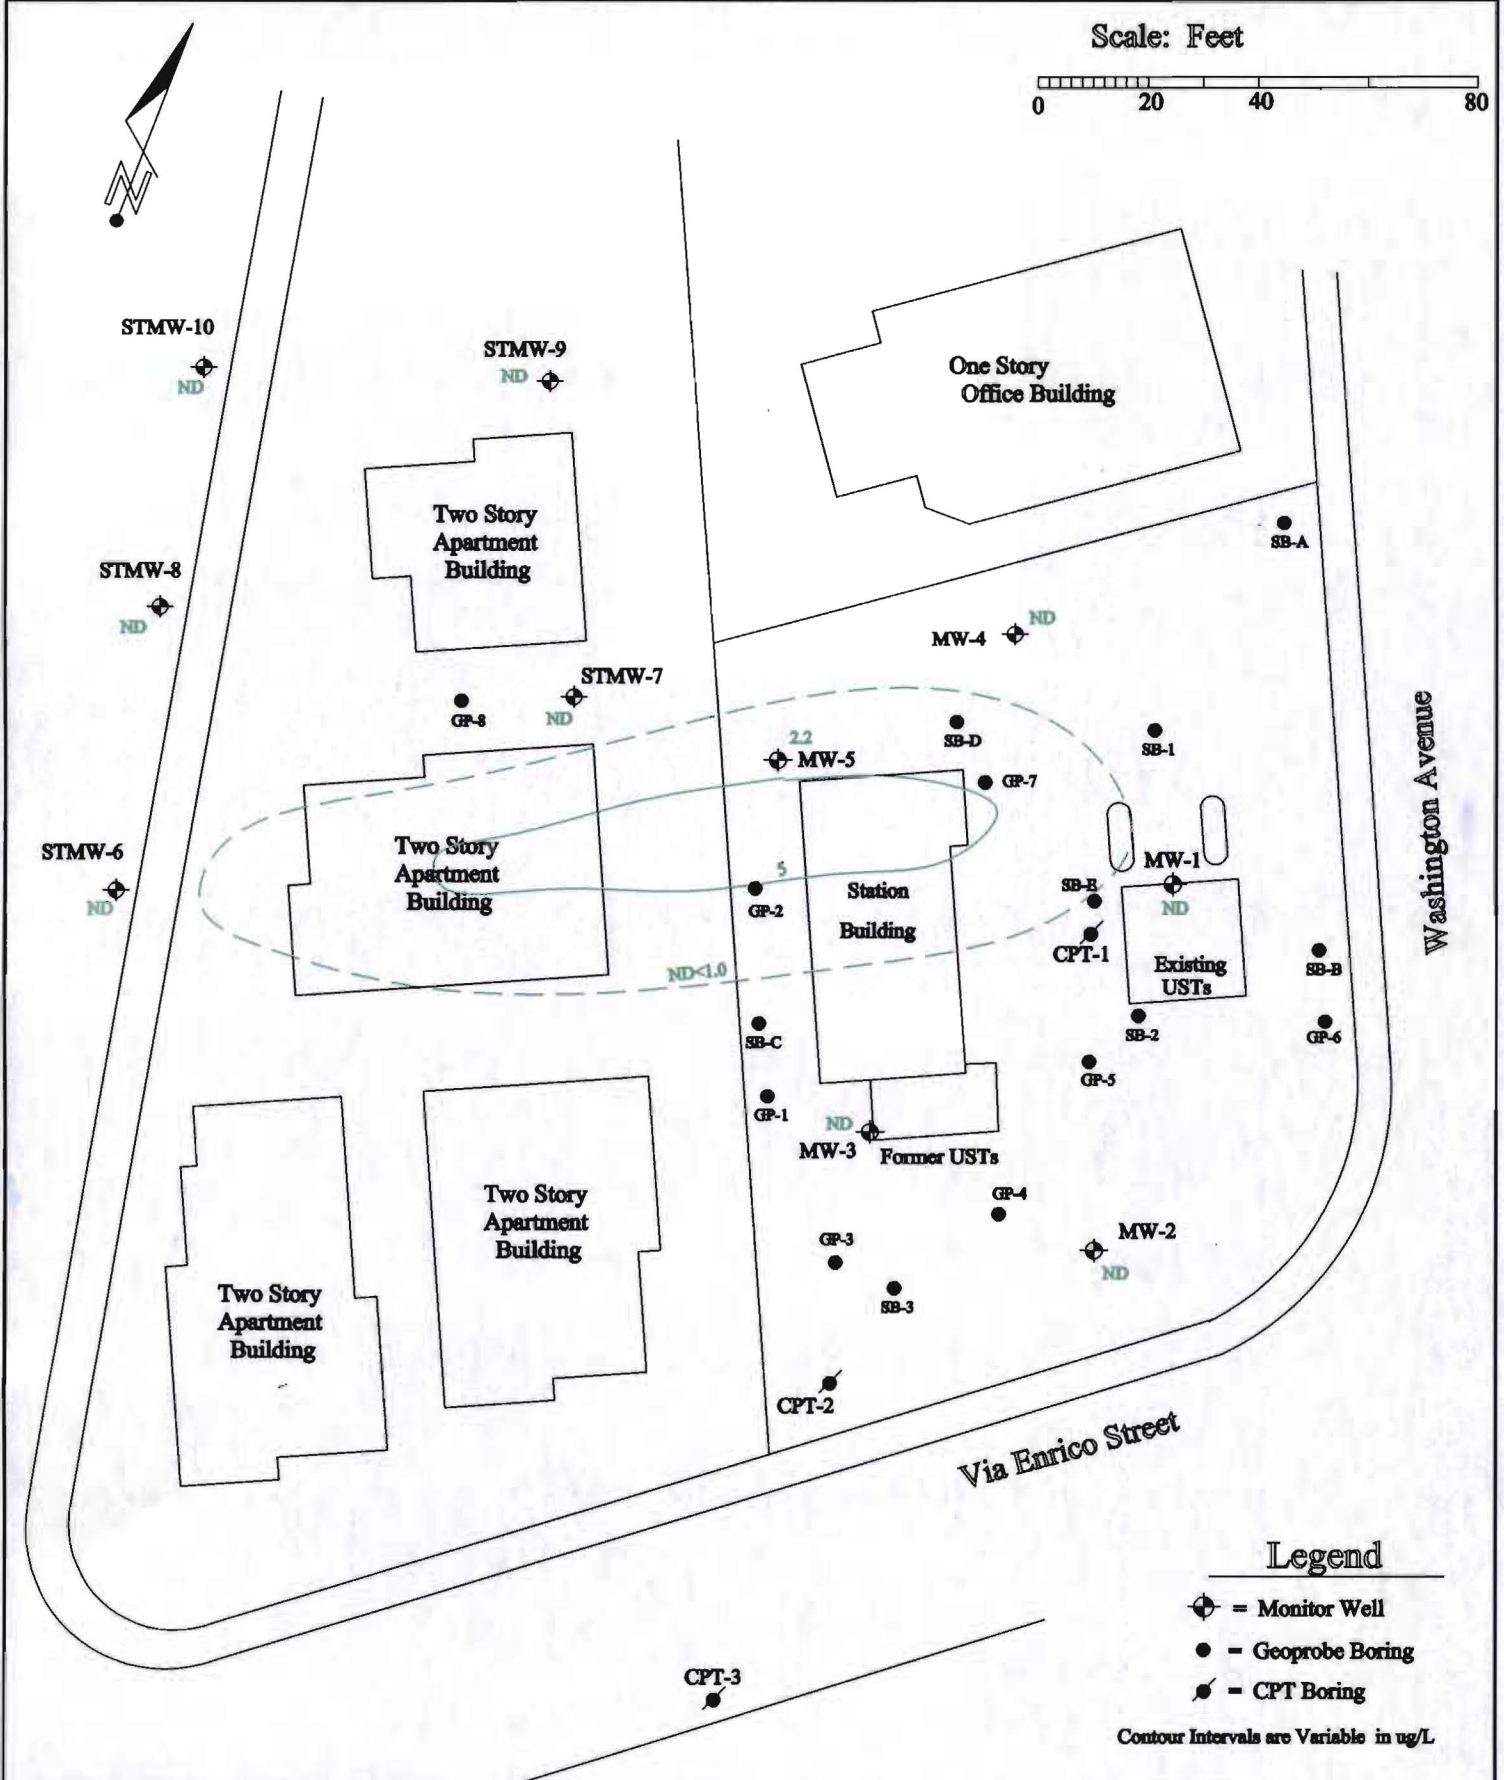 Scale: Feet
0 20 40 80
N
STMW-10
ND
STMW-9
ND
One Story
Office Building
Two Story
Apartment
Building
SB-A
STMW-8
ND
ND
MW-4
STMW-7
ND
GP-8
2.2
MW-5
SB-D
SB-1
GP-7
Washington Avenue
STMW-6
ND
Two Story
Apartment
Building
5
GP-2
Station
Building
MW-1
ND
SB-E
CPT-1
Existing
USTs
ND<1.0
SB-B
SB-C
SB-2
GP-6
GP-5
GP-1
ND
MW-3
Former USTs
Two Story
Apartment
Building
GP-4
GP-3
MW-2
ND
SB-3
Two Story
Apartment
Building
CPT-2
Via Enrico Street
CPT-3
Legend
= Monitor Well
= Geoprobe Boring
= CPT Boring
Contour Intervals are Variable in ug/L